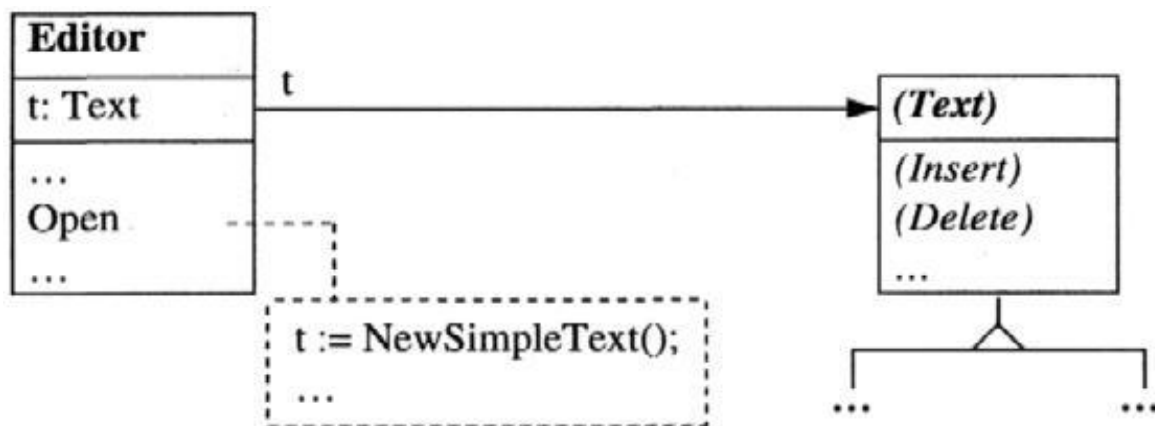 Editor
t: Text
...
Open
...
t
t := NewSimpleText();
...
(Text)
(Insert)
(Delete)
...
...
...